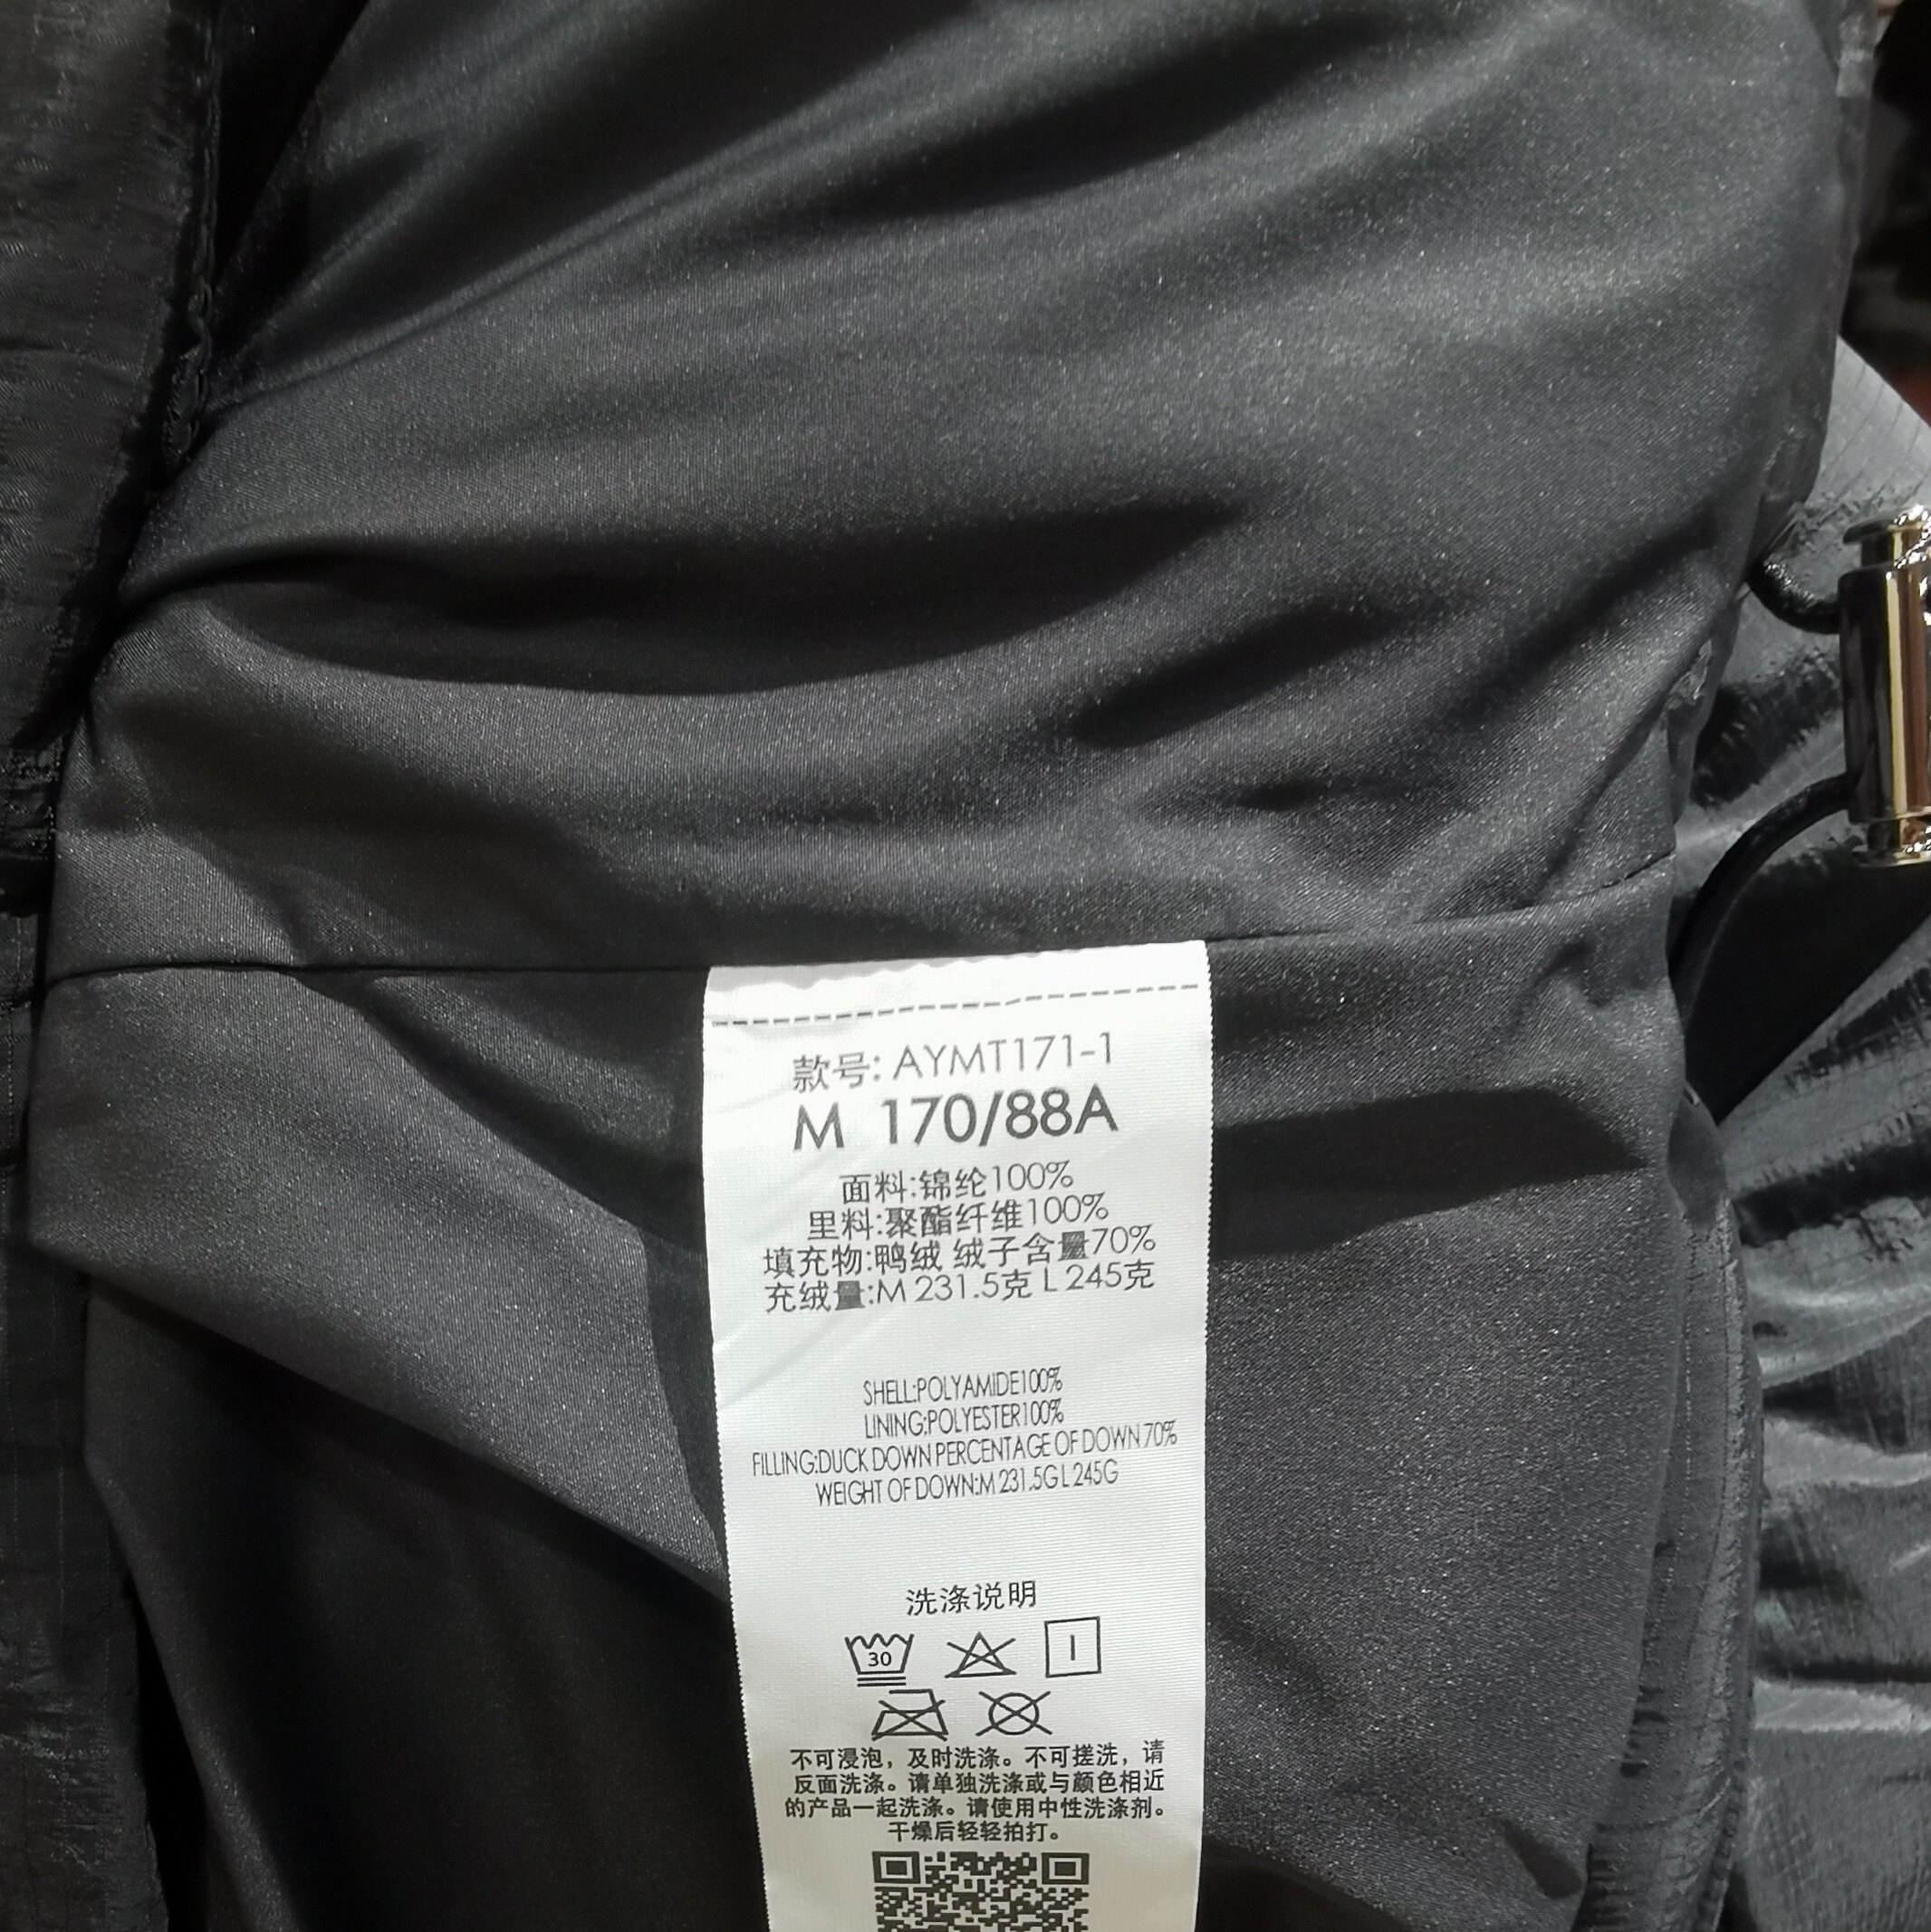 款号: AYMT171-1
M 170/88A
面料:锦纶100%
里料:聚酯纤维100%
填充物:鸭绒 绒子含量70%
充绒量:M 231.5克 L 245克
SHELL:POLYAMIDE100%
LINING:POLYESTER100%
FILLING:DUCK DOWN PERCENTAGE OF DOWN 70%
WEIGHT OF DOWN:M 231.5G L 245G
洗涤说明
30
不可浸泡，及时洗涤。不可搓洗，请
反面洗涤。请单独洗涤或与颜色相近
的产品一起洗涤。请使用中性洗涤剂。
干燥后轻轻拍打。